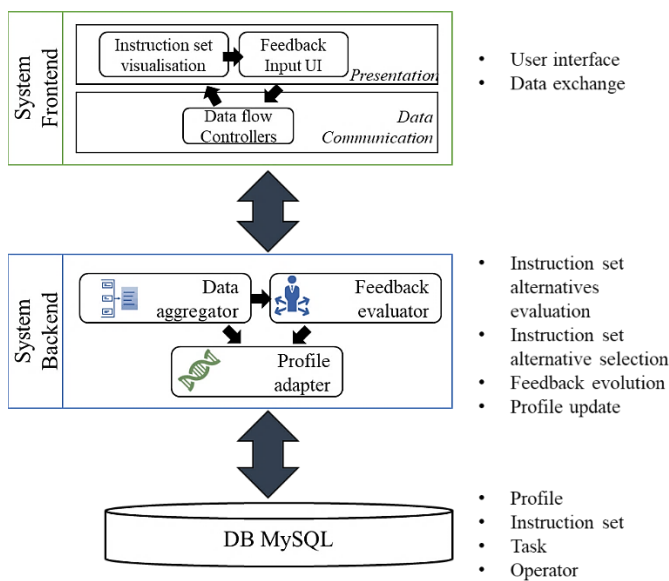 System
Frontend
Instruction set
visualisation
Feedback
Input UI
Presentation
Data flow
Controllers
Data
Communication
• User interface
• Data exchange
System
Backend
Data
aggregator
Feedback
evaluator
Profile
adapter
• Instruction set
alternatives
evaluation
• Instruction set
alternative selection
• Feedback evolution
• Profile update
DB MySQL
• Profile
• Instruction set
• Task
• Operator